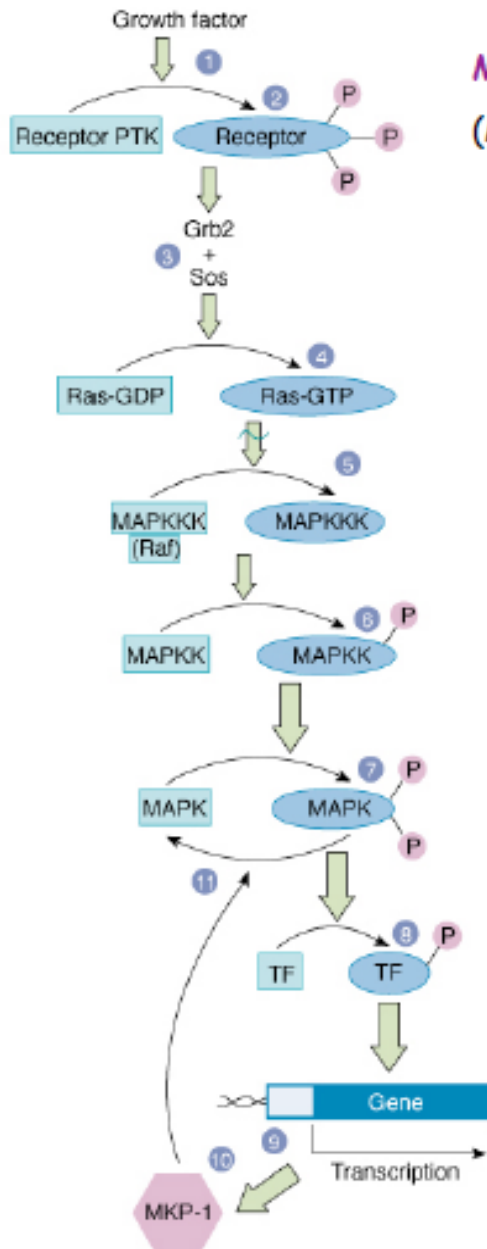 Growth factor
1
2
P
Receptor PTK
Receptor
P
P
Grb2
3
+
Sos
4
Ras-GDP
Ras-GTP
5
MAPKKK
(Raf)
MAPKKK
6
P
MAPKK
MAPKK
7
P
MAPK
MAPK
P
11
8
P
TF
TF
Gene
9
10
Transcription
MKP-1